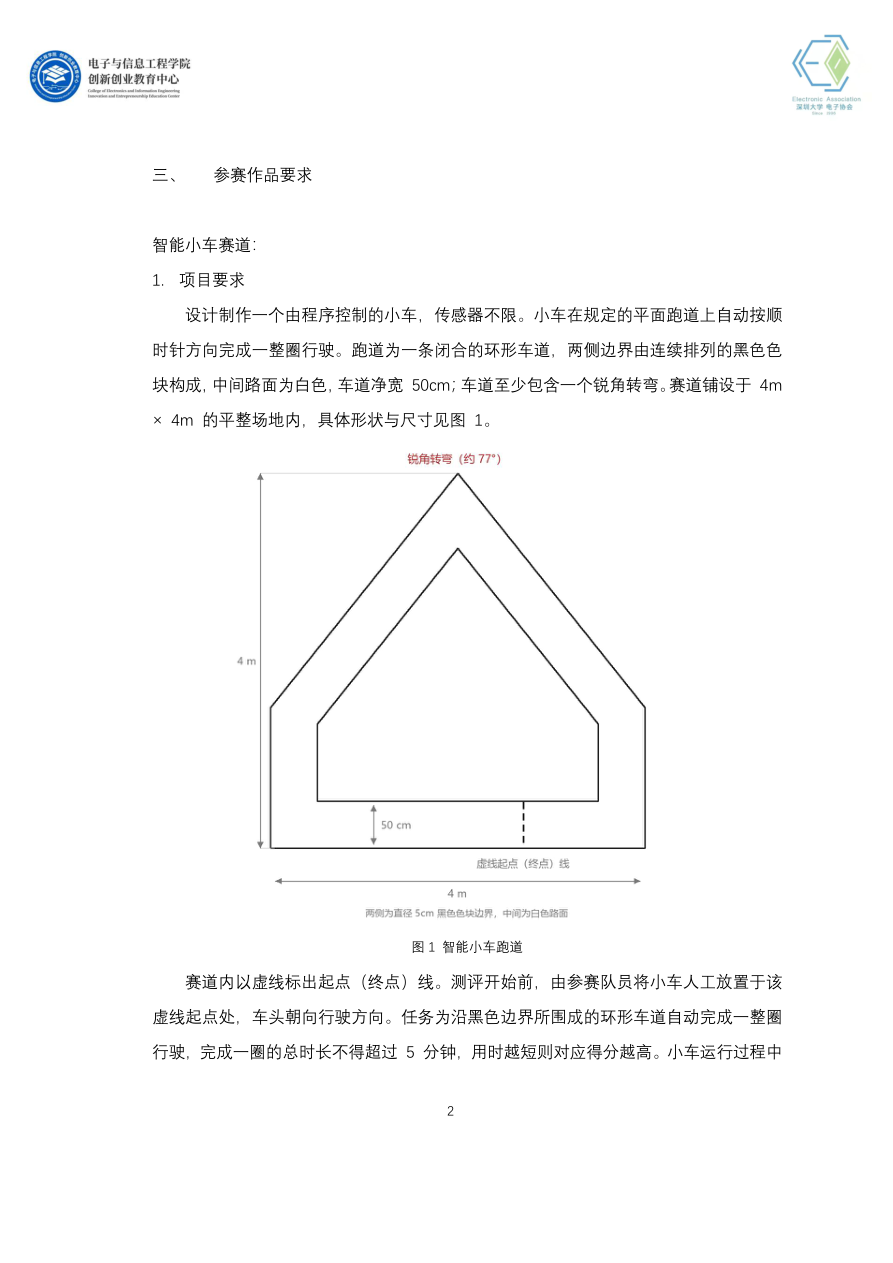 电子与信息工程学院
创新创业教育中心
College of Electronics and Information Engineering
Innovation and Entrepreneurship Education Center
Electronic Association
深圳大学 电子协会
三、 参赛作品要求
智能小车赛道：
1. 项目要求
设计制作一个由程序控制的小车，传感器不限。小车在规定的平面跑道上自动按顺
时针方向完成一整圈行驶。跑道为一条闭合的环形车道，两侧边界由连续排列的黑色色
块构成，中间路面为白色，车道净宽 50cm；车道至少包含一个锐角转弯。赛道铺设于 4m
× 4m 的平整场地内，具体形状与尺寸见图 1。
锐角转弯（约 77°）
4 m
50 cm
虚线起点（终点）线
4 m
两侧为直径 5cm 黑色色块边界，中间为白色路面
图 1 智能小车跑道
赛道内以虚线标出起点（终点）线。测评开始前，由参赛队员将小车人工放置于该
虚线起点处，车头朝向行驶方向。任务为沿黑色边界所围成的环形车道自动完成一整圈
行驶，完成一圈的总时长不得超过 5 分钟，用时越短则对应得分越高。小车运行过程中
2